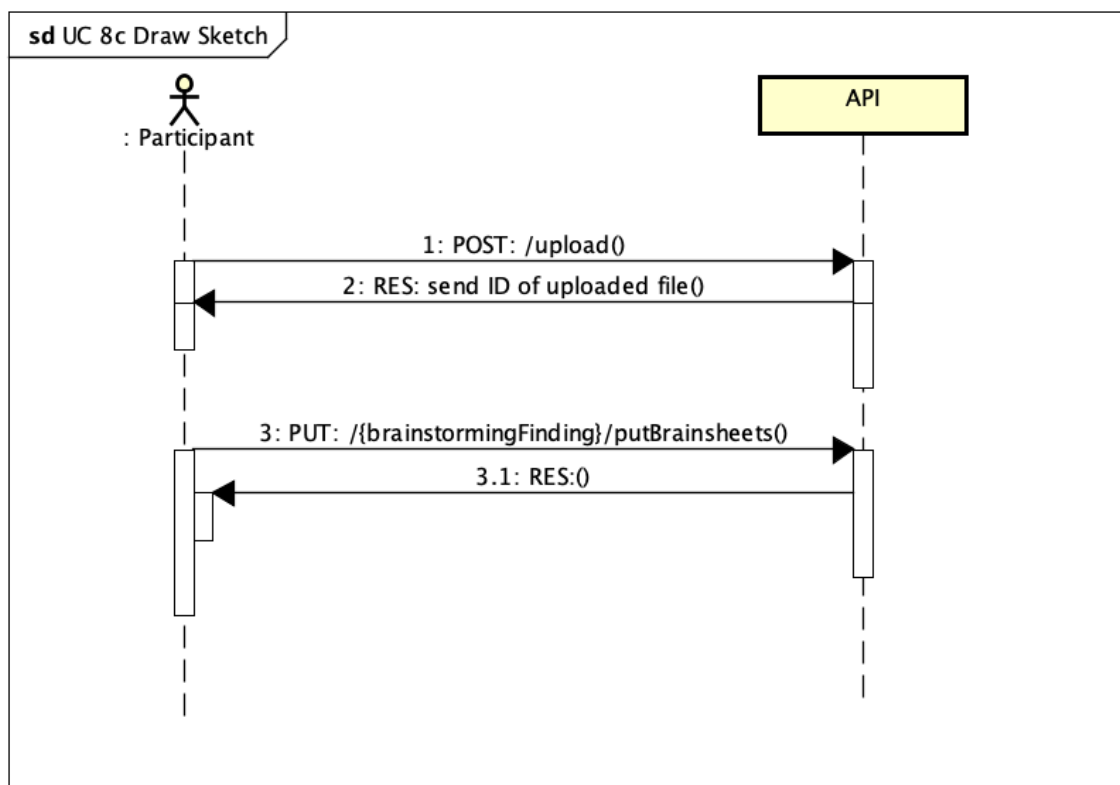 sd UC 8c Draw Sketch
: Participant
API
1: POST: /upload()
2: RES: send ID of uploaded file()
3: PUT: /{brainstormingFinding}/putBrainsheets()
3.1: RES:()